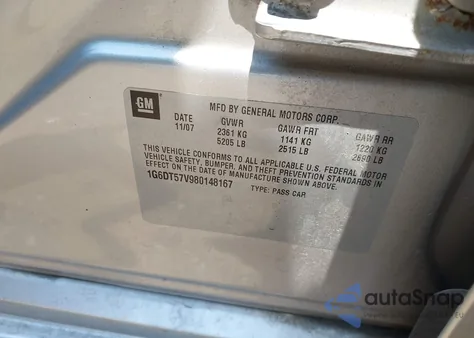 GM
MFD BY GENERAL MOTORS CORP.
DATE GVWR GAWR FRT GAWR RR
11/07 2361 KG 1141 KG 1220 KG
5205 LB 2515 LB 2690 LB
THIS VEHICLE CONFORMS TO ALL APPLICABLE U.S. FEDERAL MOTOR
VEHICLE SAFETY, BUMPER, AND THEFT PREVENTION STANDARDS IN
EFFECT ON THE DATE OF MANUFACTURE SHOWN ABOVE.
1G6DT57V980148167 TYPE: PASS CAR
autoSnap